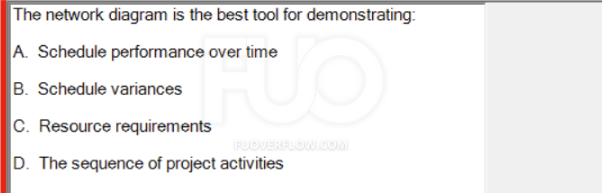 The network diagram is the best tool for demonstrating:
A. Schedule performance over time
B. Schedule variances
C. Resource requirements
D. The sequence of project activities
FUO
FUOVERFLOW.COM